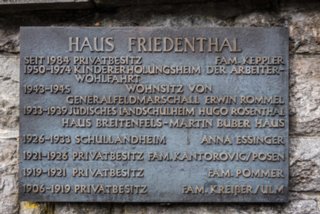 HAUS FRIEDENTHAL
SEIT 1984 PRIVATBESITZ FAM. KEPPLER
1950-1974 KINDERERHOLUNGSHEIM DER ARBEITER-
WOHLFAHRT
1943-1945 WOHNSITZ VON
GENERALFELDMARSCHALL ERWIN ROMMEL
1933-1939 JÜDISCHES LANDSCHULHEIM HUGO ROSENTHAL
HAUS BREITENFELS-MARTIN BUBER HAUS
1926-1933 SCHULLANDHEIM ANNA ESSINGER
1921-1926 PRIVATBESITZ FAM. KANTOROVIC/POSEN
1919-1921 PRIVATBESITZ FAM. POMMER
1906-1919 PRIVATBESITZ FAM. KREIßER/ULM